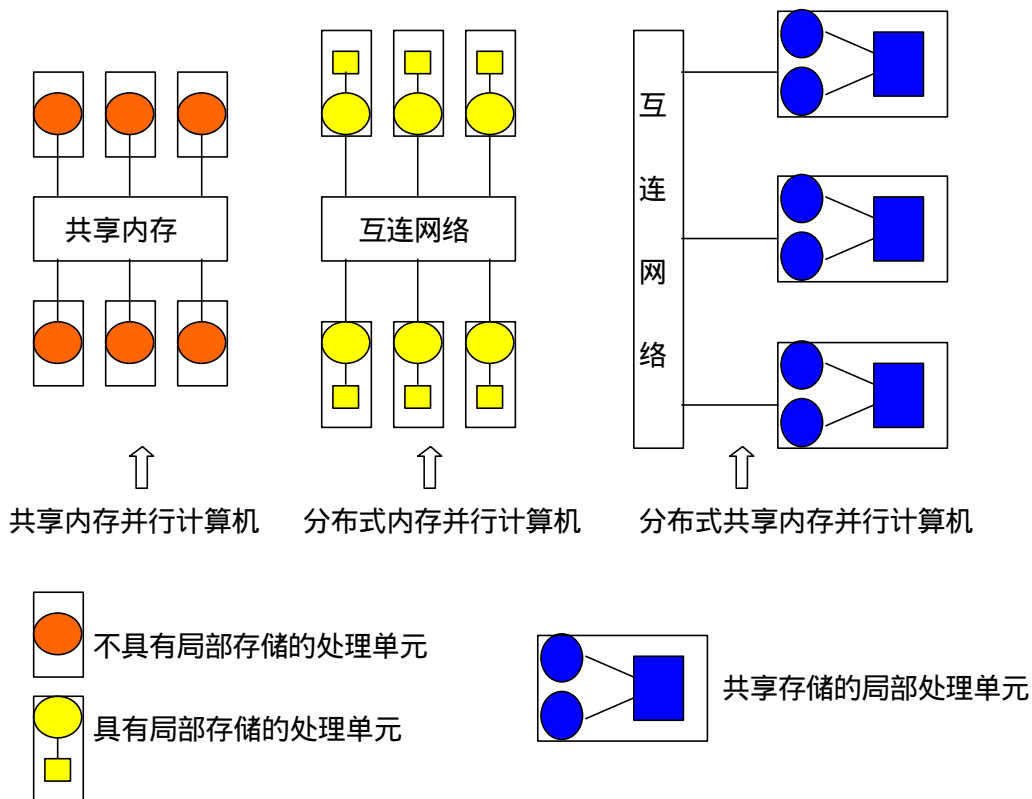 共享内存
互连网络
互
连
网
络
共享内存并行计算机
分布式内存并行计算机
分布式共享内存并行计算机
不具有局部存储的处理单元
具有局部存储的处理单元
共享存储的局部处理单元